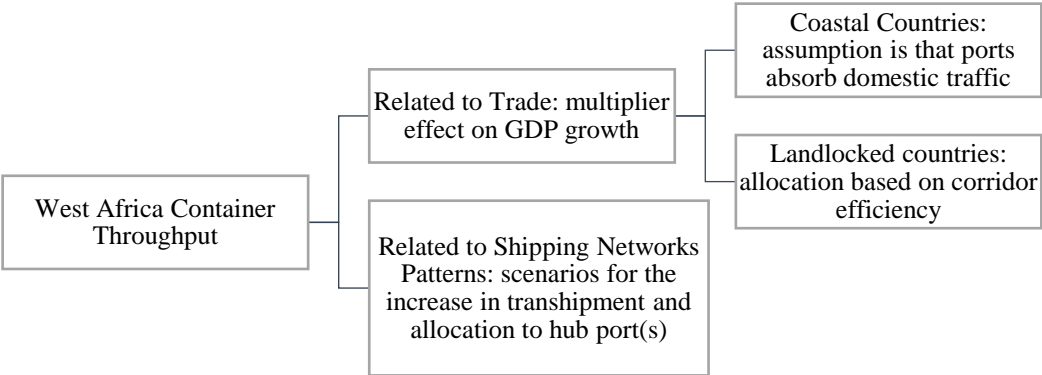 West Africa Container
Throughput
Related to Trade: multiplier
effect on GDP growth
Related to Shipping Networks
Patterns: scenarios for the
increase in transhipment and
allocation to hub port(s)
Coastal Countries:
assumption is that ports
absorb domestic traffic
Landlocked countries:
allocation based on corridor
efficiency